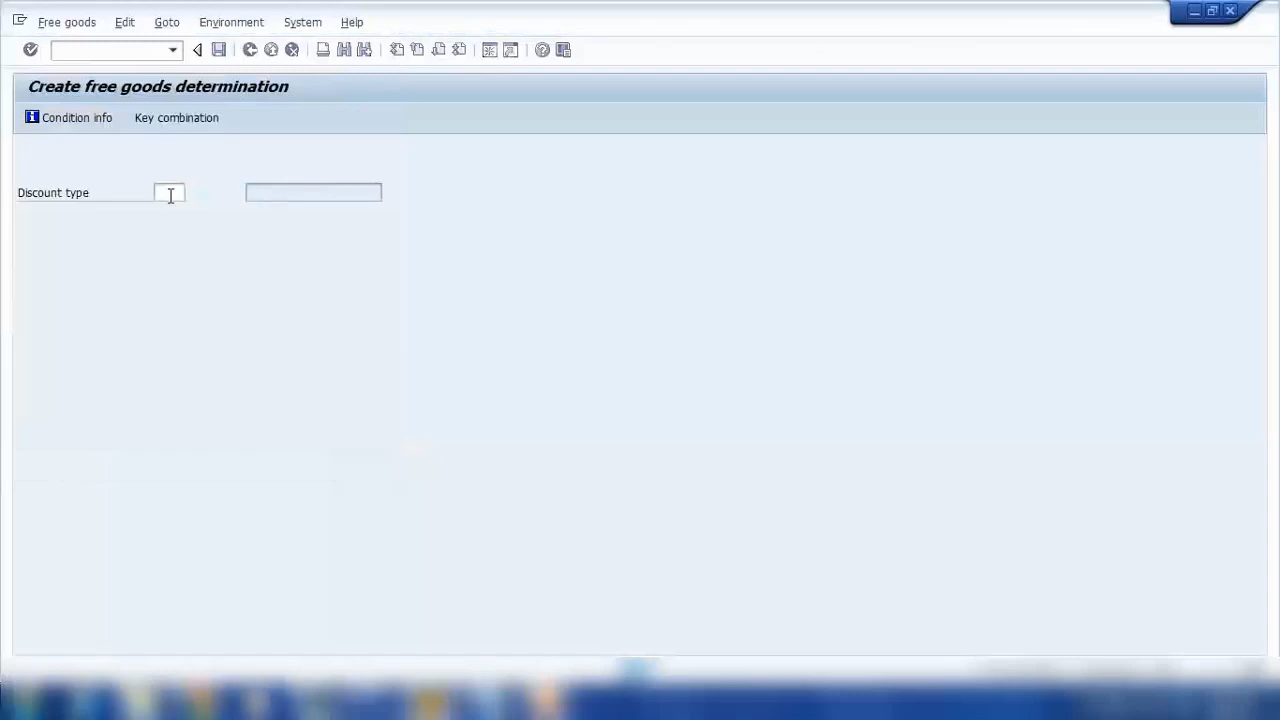 Free goods Edit Goto Environment System Help
Create free goods determination
Condition info Key combination
Discount type